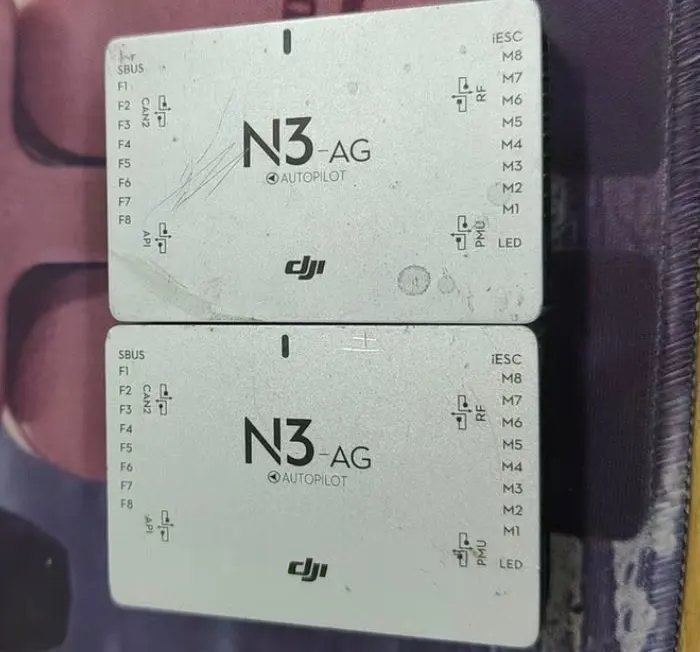 SBUS
F1
F2
F3
F4
F5
F6
F7
F8
CAN2
API
N3-AG
AUTOPILOT
dji
RF
PMU
iESC
M8
M7
M6
M5
M4
M3
M2
M1
LED
SBUS
F1
F2
F3
F4
F5
F6
F7
F8
CAN2
API
N3-AG
AUTOPILOT
dji
RF
PMU
iESC
M8
M7
M6
M5
M4
M3
M2
M1
LED